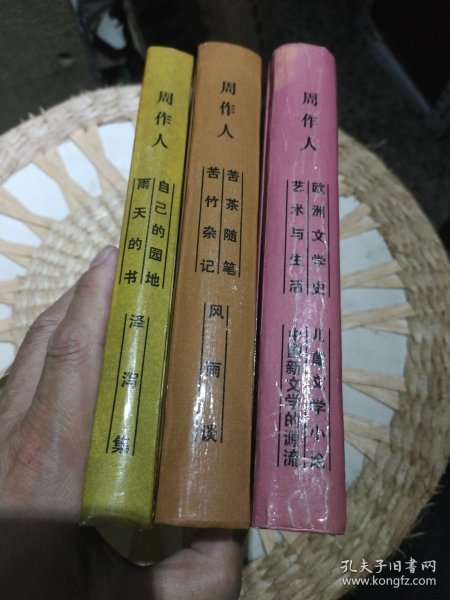 周作人
自己的园地
雨天的书
泽泻集
周作人
苦茶随笔
苦竹杂记
风雨谈
周作人
欧洲文学史
艺术与生活
儿童文学小论
中国新文学的源流
孔夫子旧书网
www.kongfz.com